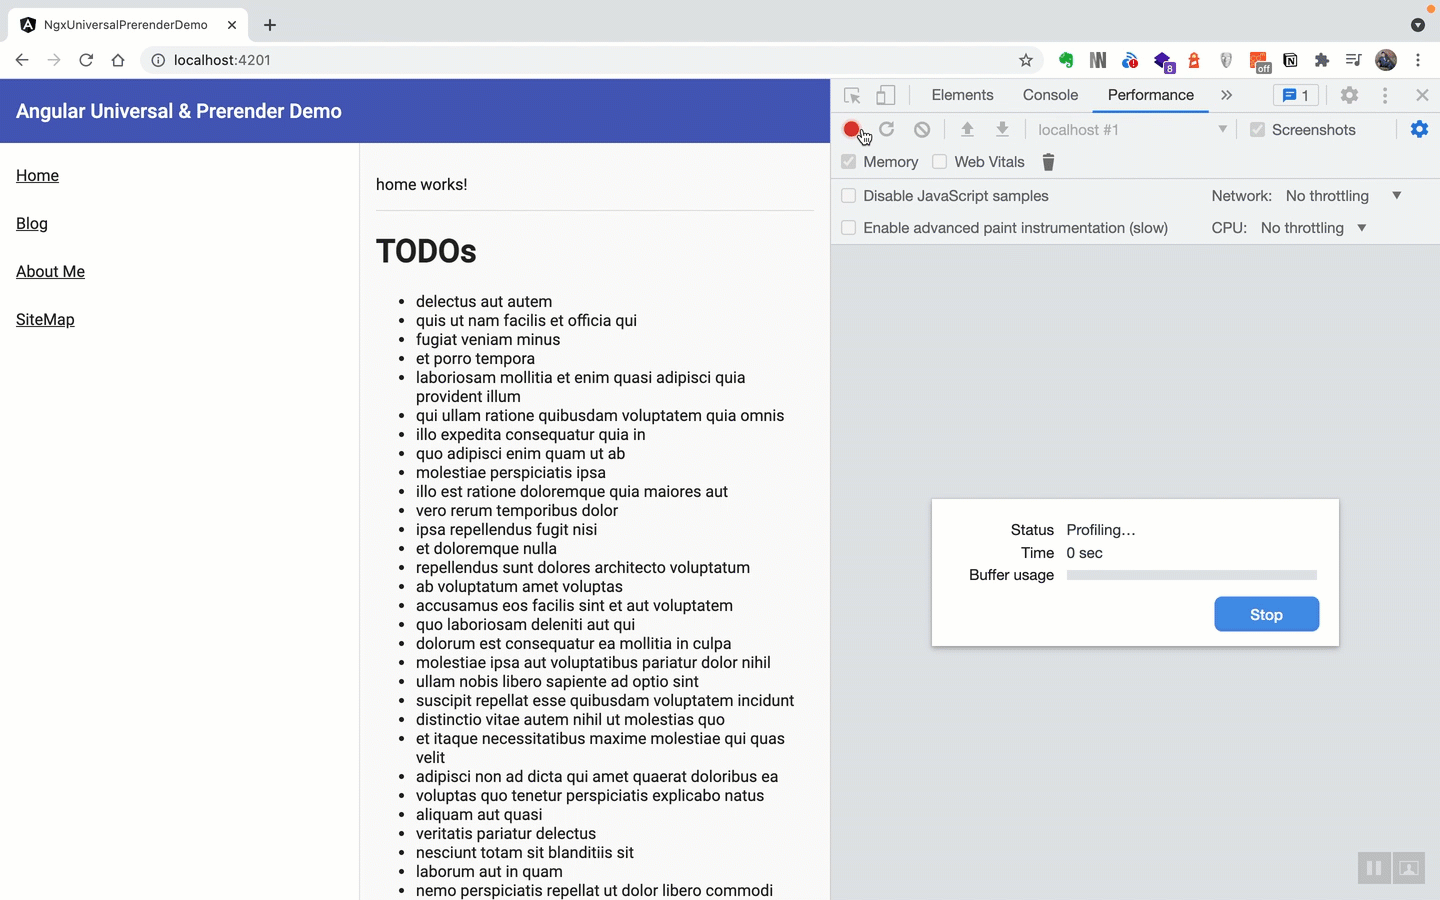 NgxUniversalPrerenderDemo
localhost:4201
8
off
Angular Universal & Prerender Demo
Home
Blog
About Me
SiteMap
home works!
TODOs
delectus aut autem
quis ut nam facilis et officia qui
fugiat veniam minus
et porro tempora
laboriosam mollitia et enim quasi adipisci quia
provident illum
qui ullam ratione quibusdam voluptatem quia omnis
illo expedita consequatur quia in
quo adipisci enim quam ut ab
molestiae perspiciatis ipsa
illo est ratione doloremque quia maiores aut
vero rerum temporibus dolor
ipsa repellendus fugit nisi
et doloremque nulla
repellendus sunt dolores architecto voluptatum
ab voluptatum amet voluptas
accusamus eos facilis sint et aut voluptatem
quo laboriosam deleniti aut qui
dolorum est consequatur ea mollitia in culpa
molestiae ipsa aut voluptatibus pariatur dolor nihil
ullam nobis libero sapiente ad optio sint
suscipit repellat esse quibusdam voluptatem incidunt
distinctio vitae autem nihil ut molestias quo
et itaque necessitatibus maxime molestiae qui quas
velit
adipisci non ad dicta qui amet quaerat doloribus ea
voluptas quo tenetur perspiciatis explicabo natus
aliquam aut quasi
veritatis pariatur delectus
nesciunt totam sit blanditiis sit
laborum aut in quam
nemo perspiciatis repellat ut dolor libero commodi
Elements Console Performance » 1
localhost #1 Screenshots
Memory Web Vitals
Disable JavaScript samples Network: No throttling
Enable advanced paint instrumentation (slow) CPU: No throttling
Status Profiling…
Time 0 sec
Buffer usage
Stop